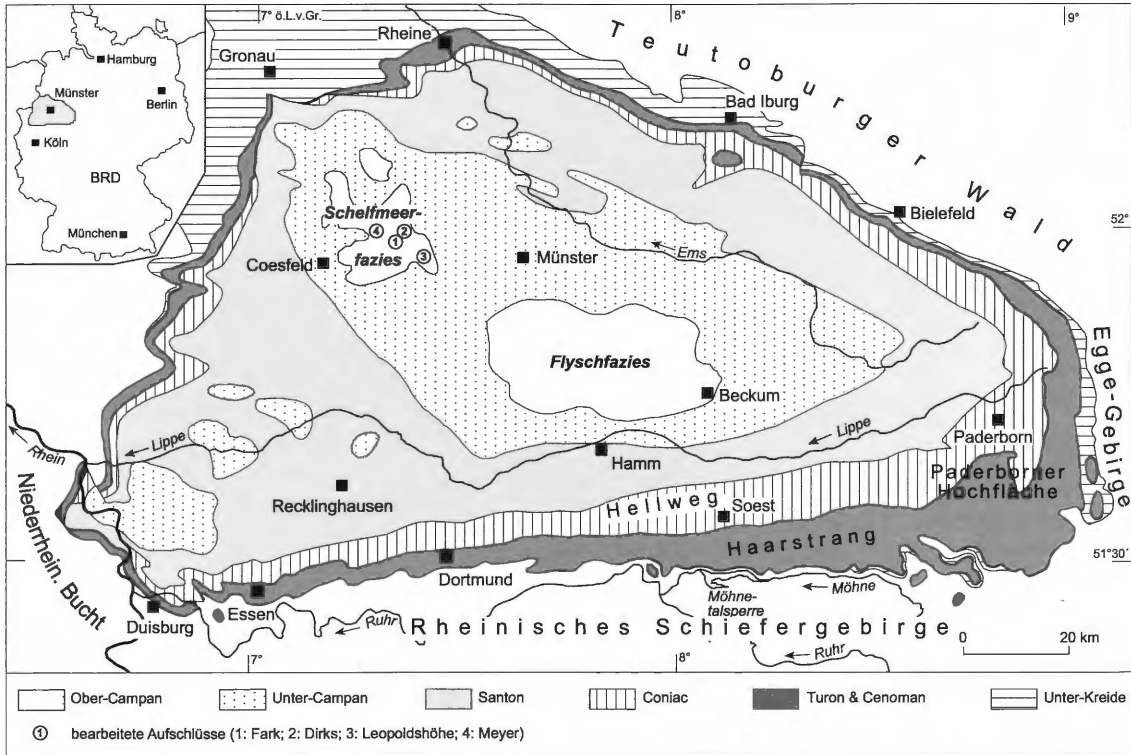 7° ö.L.v.Gr.
8°
9°
Hamburg
Münster
Berlin
Köln
BRD
München
Rheine
Gronau
Teutoburger Wald
Bad Iburg
Bielefeld
52°
Schelfmeer-
fazies
4
2
1
3
Coesfeld
Münster
Ems
Flyschfazies
Beckum
Egge-Gebirge
Lippe
Lippe
Paderborn
Rhein
Hamm
Paderborner
Hochfläche
Recklinghausen
Hellweg
Soest
Niederrhein. Bucht
Haarstrang
51°30'
Dortmund
Möhne
Möhne-
talsperre
Essen
Duisburg
Ruhr
Rheinisches Schiefergebirge
0 20 km
Ruhr
7°
8°
Ober-Campan
Unter-Campan
Santon
Coniac
Turon & Cenoman
Unter-Kreide
1 bearbeitete Aufschlüsse (1: Fark; 2: Dirks; 3: Leopoldshöhe; 4: Meyer)